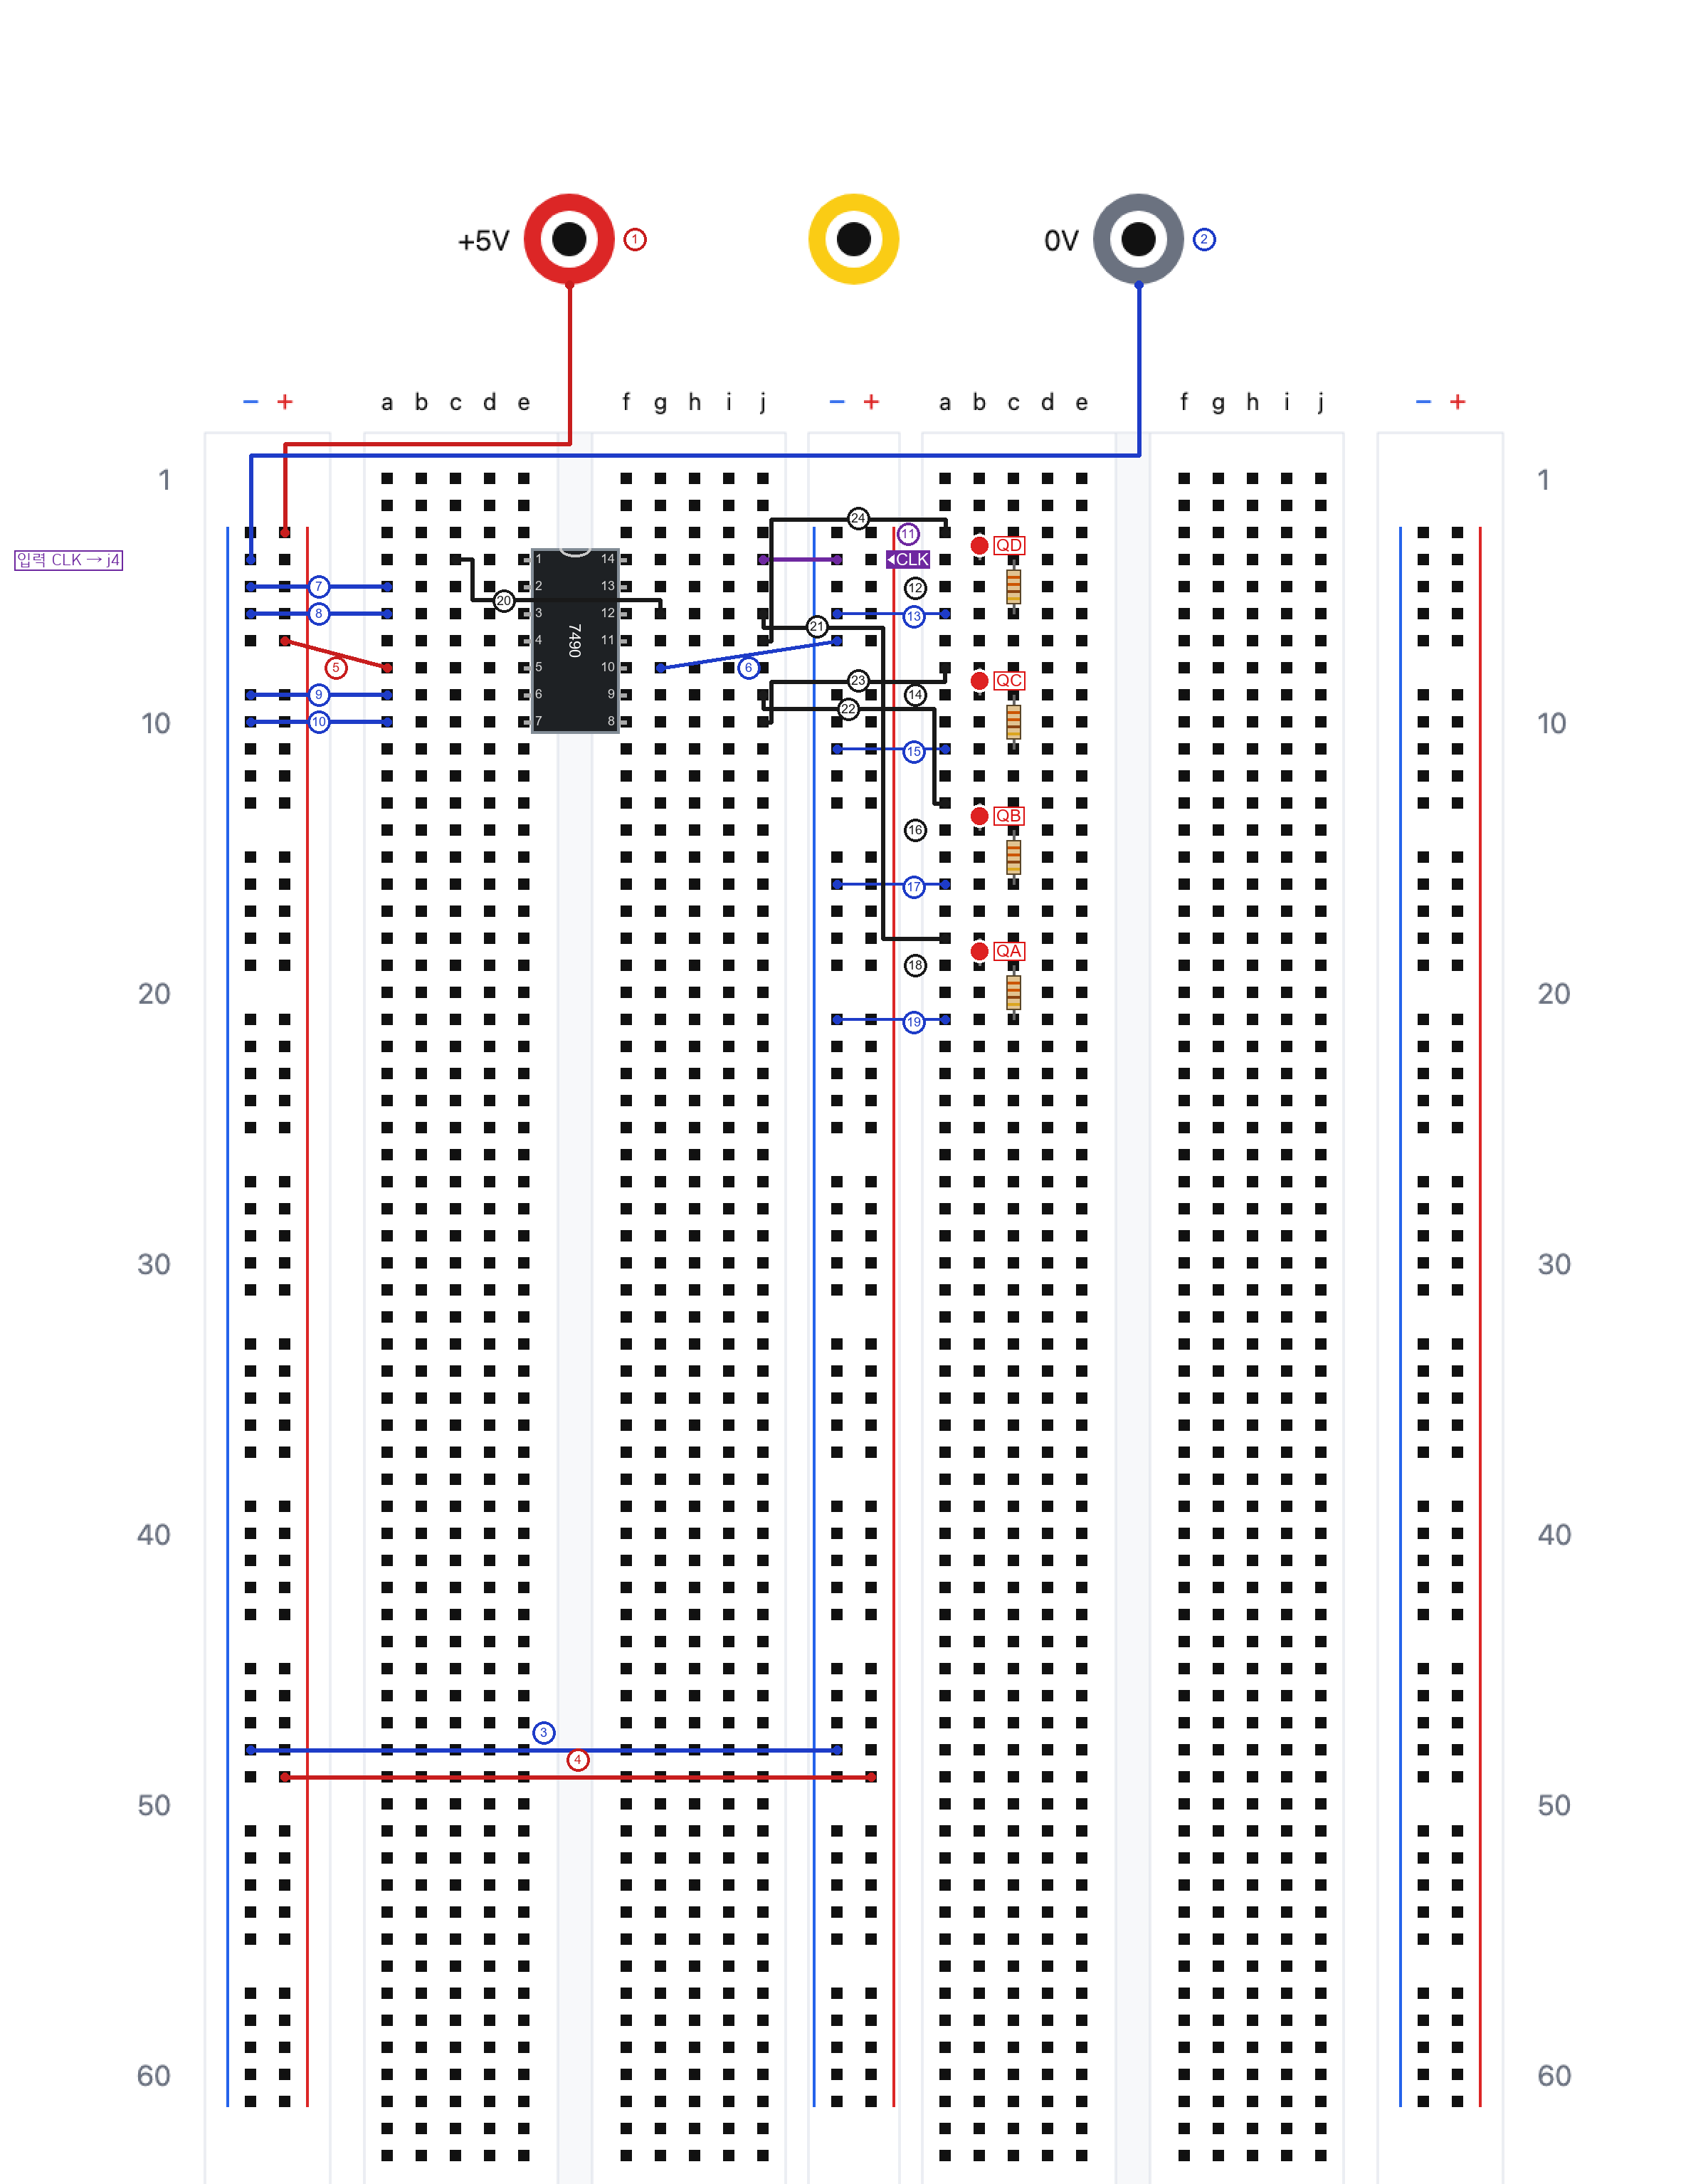 +5V 1 0V 2
− + a b c d e f g h i j − + a b c d e f g h i j − +
1 1
24 11
QD
입력 CLK → j4 1 14 CLK
7 2 13 12
20 3 12 8 13
21
4 11
7490
5 5 10 6
23 QC
9 6 9 14
22
10 10 7 8 10
15
QB
16
17
QA
18
20 20
19
30 30
40 40
3
4
50 50
60 60